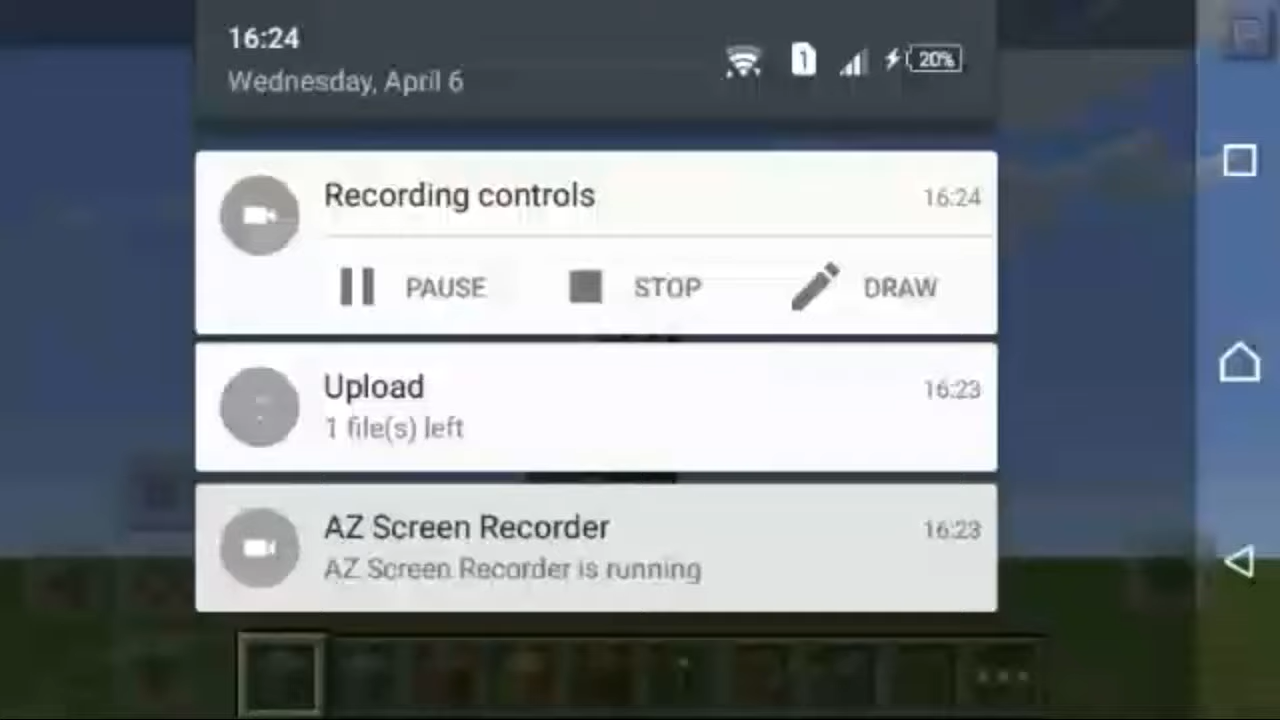 16:24
Wednesday, April 6
1
20%
Recording controls 16:24
PAUSE STOP DRAW
Upload 16:23
1 file(s) left
AZ Screen Recorder 16:23
AZ Screen Recorder is running